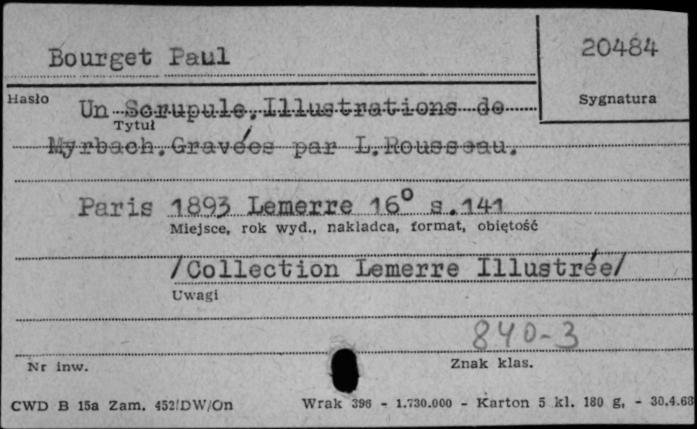 Bourget Paul
20484
Hasło
Sygnatura
Un Scrupule.Illustrations de
Tytuł
Myrbach.Gravées par L.Rousseau.
Paris 1893 Lemerre 16° s.141
Miejsce, rok wyd., nakładca, format, objętość
/Collection Lemerre Illustrée/
Uwagi
840-3
Nr inw.
Znak klas.
CWD B 15a Zam. 452/DW/On
Wrak 396 - 1.730.000 - Karton 5 kl. 180 g. - 30.4.68